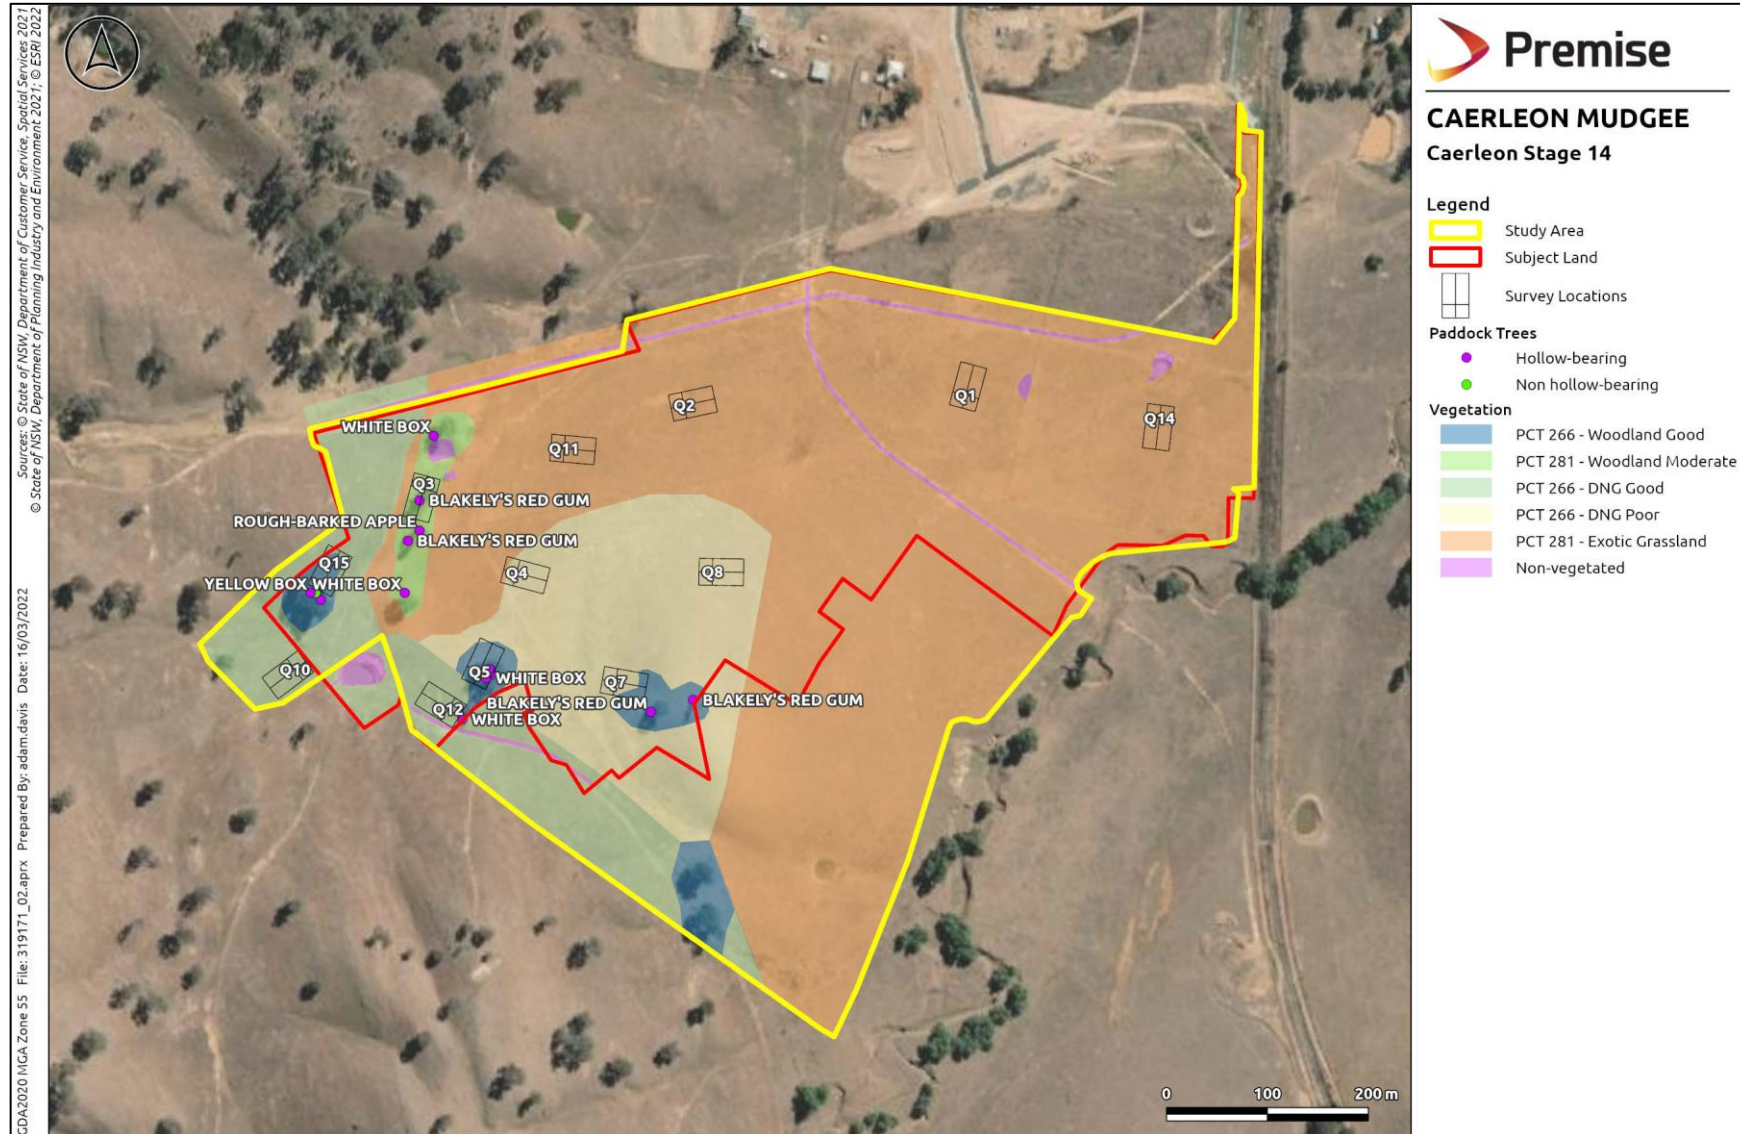 Sources: © State of NSW, Department of Customer Service, Spatial Services 2021
© State of NSW, Department of Planning Industry and Environment 2021; © ESRI 2022
GDA2020 MGA Zone 55 File: 319171_02.aprx Prepared By: adam.davis Date: 16/03/2022
Q1
Q2
Q14
WHITE BOX
Q11
Q3
BLAKELY'S RED GUM
ROUGH-BARKED APPLE
BLAKELY'S RED GUM
Q15
Q4
Q8
YELLOW BOX WHITE BOX
Q10
Q5
WHITE BOX
Q7
BLAKELY'S RED GUM
BLAKELY'S RED GUM
Q12
WHITE BOX
0 100 200 m
Premise
CAERLEON MUDGEE
Caerleon Stage 14
Legend
Study Area
Subject Land
Survey Locations
Paddock Trees
Hollow-bearing
Non hollow-bearing
Vegetation
PCT 266 - Woodland Good
PCT 281 - Woodland Moderate
PCT 266 - DNG Good
PCT 266 - DNG Poor
PCT 281 - Exotic Grassland
Non-vegetated